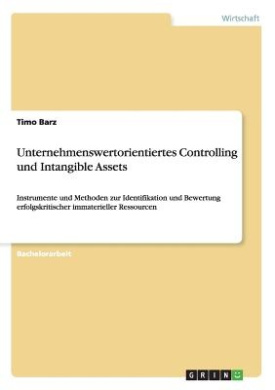 Wirtschaft
Timo Barz
Unternehmenswertorientiertes Controlling
und Intangible Assets
Instrumente und Methoden zur Identifikation und Bewertung
erfolgskritischer immaterieller Ressourcen
Bachelorarbeit
GRIN